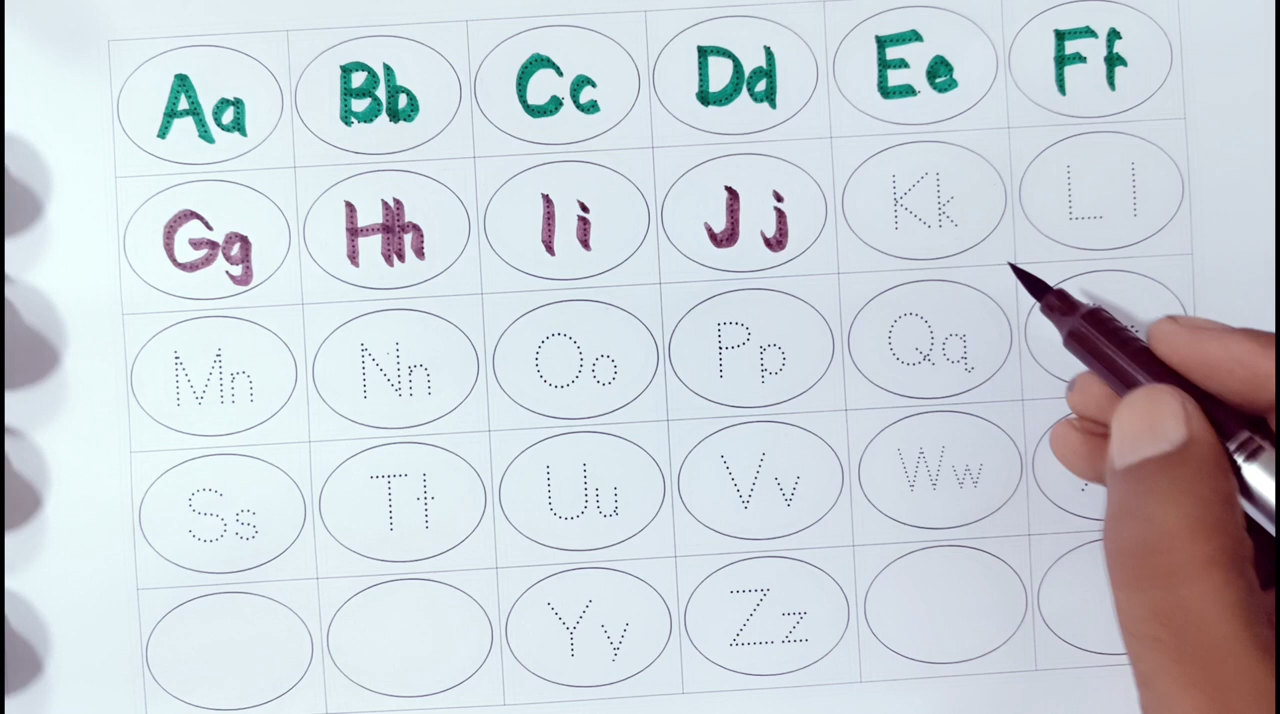 Aa Bb Cc Dd Ee Ff
Gg Hh Ii Jj Kk Ll
Mn Nn Oo Pp Qq
Ss Tt Uu Vv Ww
Yy Zz